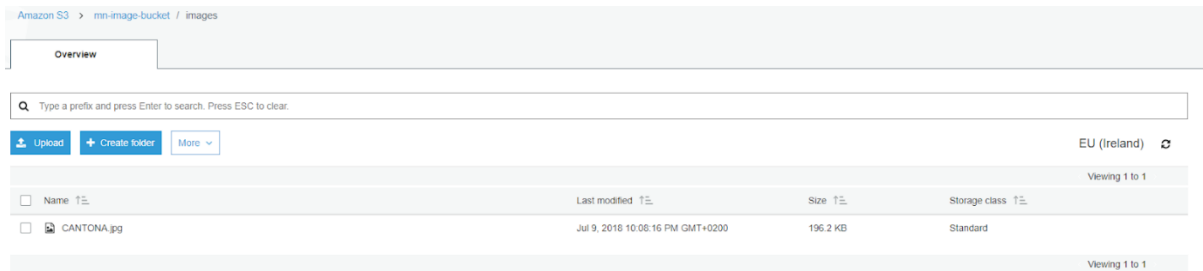 Amazon S3 > mn-image-bucket / images
Overview
Type a prefix and press Enter to search. Press ESC to clear.
Upload + Create folder More EU (Ireland)
Viewing 1 to 1
Name Last modified Size Storage class
CANTONA.jpg Jul 9, 2018 10:08:16 PM GMT+0200 196.2 KB Standard
Viewing 1 to 1